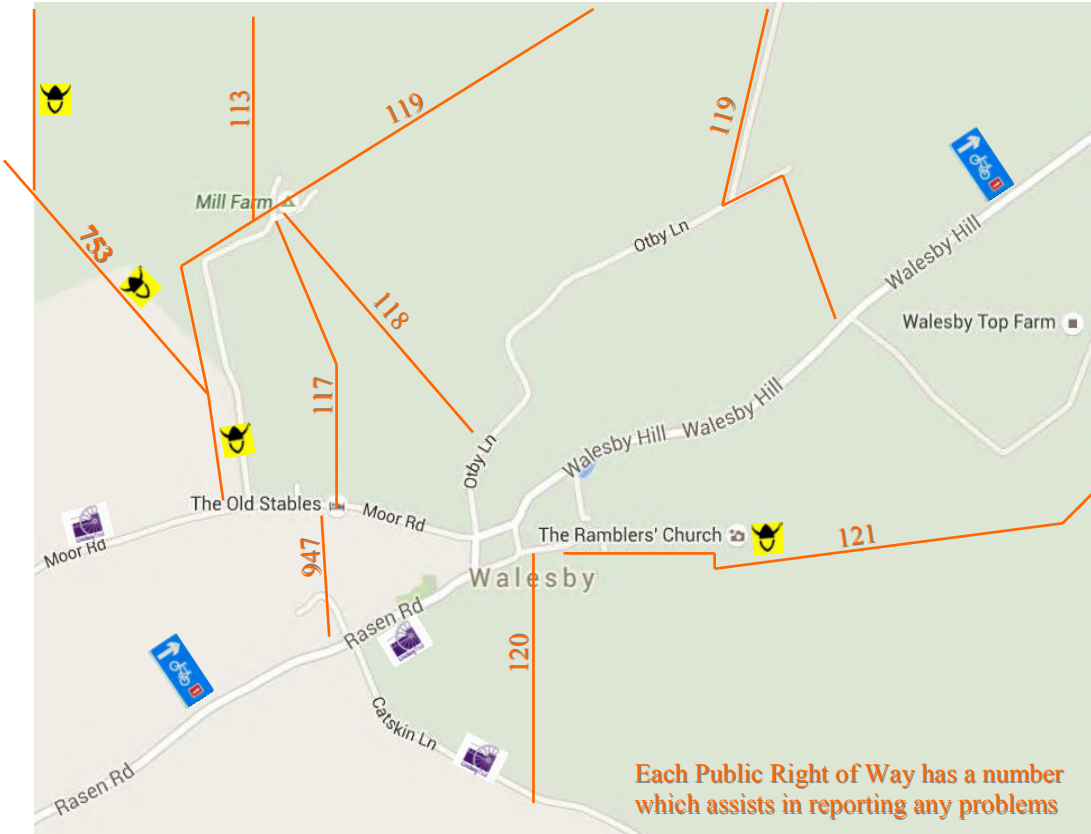 113
119
119
Mill Farm
753
Otby Ln
Walesby Hill
118
Walesby Top Farm
117
Walesby Hill
Walesby Hill
Otby Ln
The Old Stables
Moor Rd
The Ramblers' Church
121
Moor Rd
947
Walesby
Rasen Rd
120
Catskin Ln
Rasen Rd
Each Public Right of Way has a number
which assists in reporting any problems